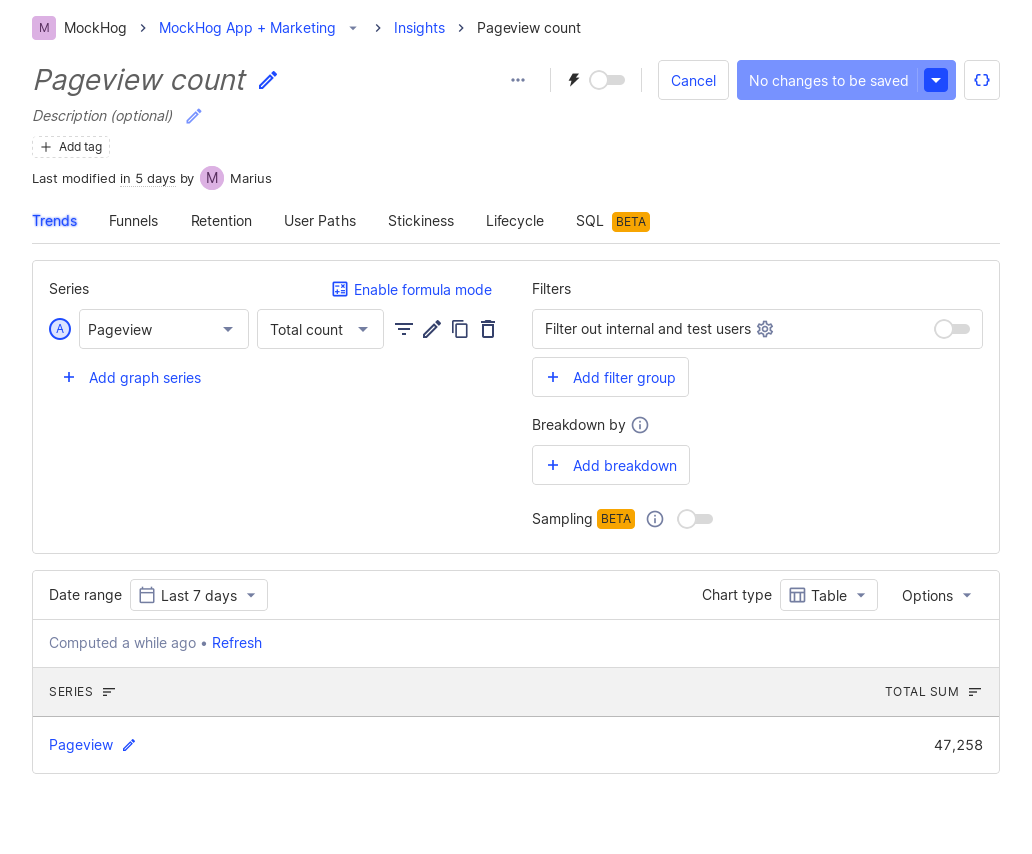 M MockHog MockHog App + Marketing Insights Pageview count
Pageview count
Cancel No changes to be saved
Description (optional)
Add tag
Last modified in 5 days by M Marius
Trends Funnels Retention User Paths Stickiness Lifecycle SQL BETA
Series Enable formula mode
A Pageview Total count
Add graph series
Filters
Filter out internal and test users
Add filter group
Breakdown by
Add breakdown
Sampling BETA
Date range Last 7 days Chart type Table Options
Computed a while ago • Refresh
SERIES TOTAL SUM
Pageview 47,258